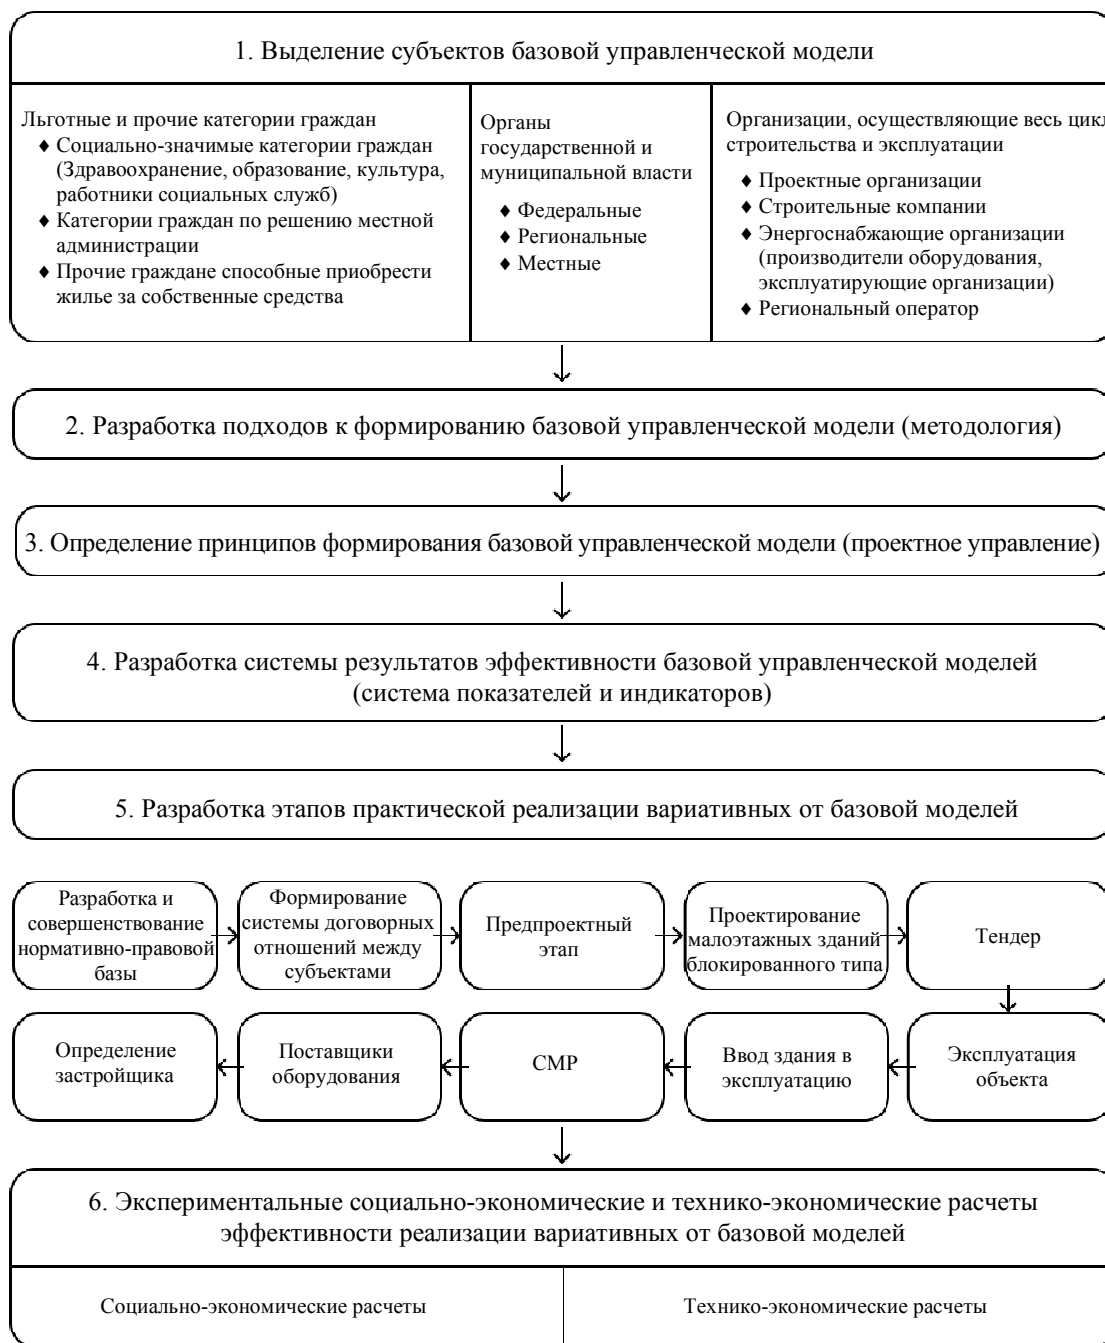 1. Выделение субъектов базовой управленческой модели
Льготные и прочие категории граждан
♦ Социально-значимые категории граждан
(Здравоохранение, образование, культура,
работники социальных служб)
♦ Категории граждан по решению местной
администрации
♦ Прочие граждане способные приобрести
жилье за собственные средства
Органы
государственной и
муниципальной власти
♦ Федеральные
♦ Региональные
♦ Местные
Организации, осуществляющие весь цикл
строительства и эксплуатации
♦ Проектные организации
♦ Строительные компании
♦ Энергоснабжающие организации
(производители оборудования,
эксплуатирующие организации)
♦ Региональный оператор
2. Разработка подходов к формированию базовой управленческой модели (методология)
3. Определение принципов формирования базовой управленческой модели (проектное управление)
4. Разработка системы результатов эффективности базовой управленческой моделей
(система показателей и индикаторов)
5. Разработка этапов практической реализации вариативных от базовой моделей
Разработка и
совершенствование
нормативно-правовой
базы
Формирование
системы договорных
отношений между
субъектами
Предпроектный
этап
Проектирование
малоэтажных зданий
блокированного типа
Тендер
Определение
застройщика
Поставщики
оборудования
СМР
Ввод здания в
эксплуатацию
Эксплуатация
объекта
6. Экспериментальные социально-экономические и технико-экономические расчеты
эффективности реализации вариативных от базовой моделей
Социально-экономические расчеты
Технико-экономические расчеты